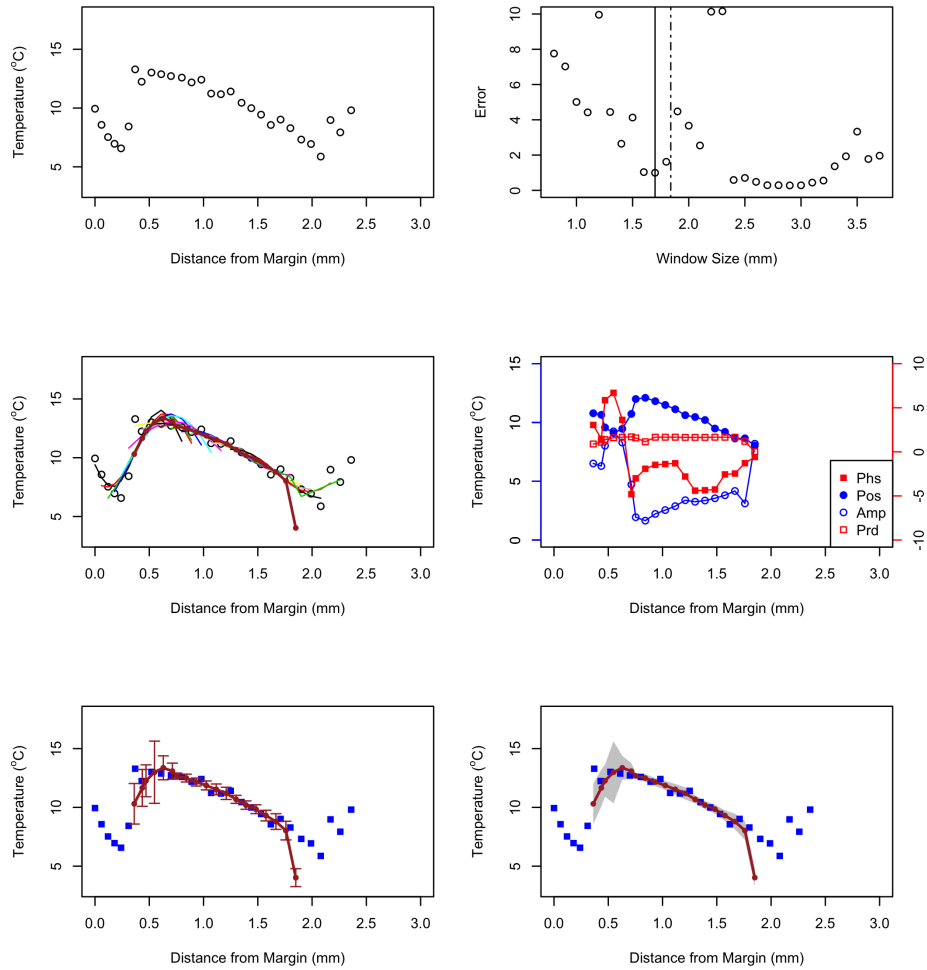 Temperature (°C)
15
10
5
0.0 0.5 1.0 1.5 2.0 2.5 3.0
Distance from Margin (mm)
Error
10
8
6
4
2
0
1.0 1.5 2.0 2.5 3.0 3.5
Window Size (mm)
Temperature (°C)
15
10
5
0.0 0.5 1.0 1.5 2.0 2.5 3.0
Distance from Margin (mm)
Temperature (°C)
15
10
5
0
10
5
0
-5
-10
Phs
Pos
Amp
Prd
0.0 0.5 1.0 1.5 2.0 2.5 3.0
Distance from Margin (mm)
Temperature (°C)
15
10
5
0.0 0.5 1.0 1.5 2.0 2.5 3.0
Distance from Margin (mm)
Temperature (°C)
15
10
5
0.0 0.5 1.0 1.5 2.0 2.5 3.0
Distance from Margin (mm)